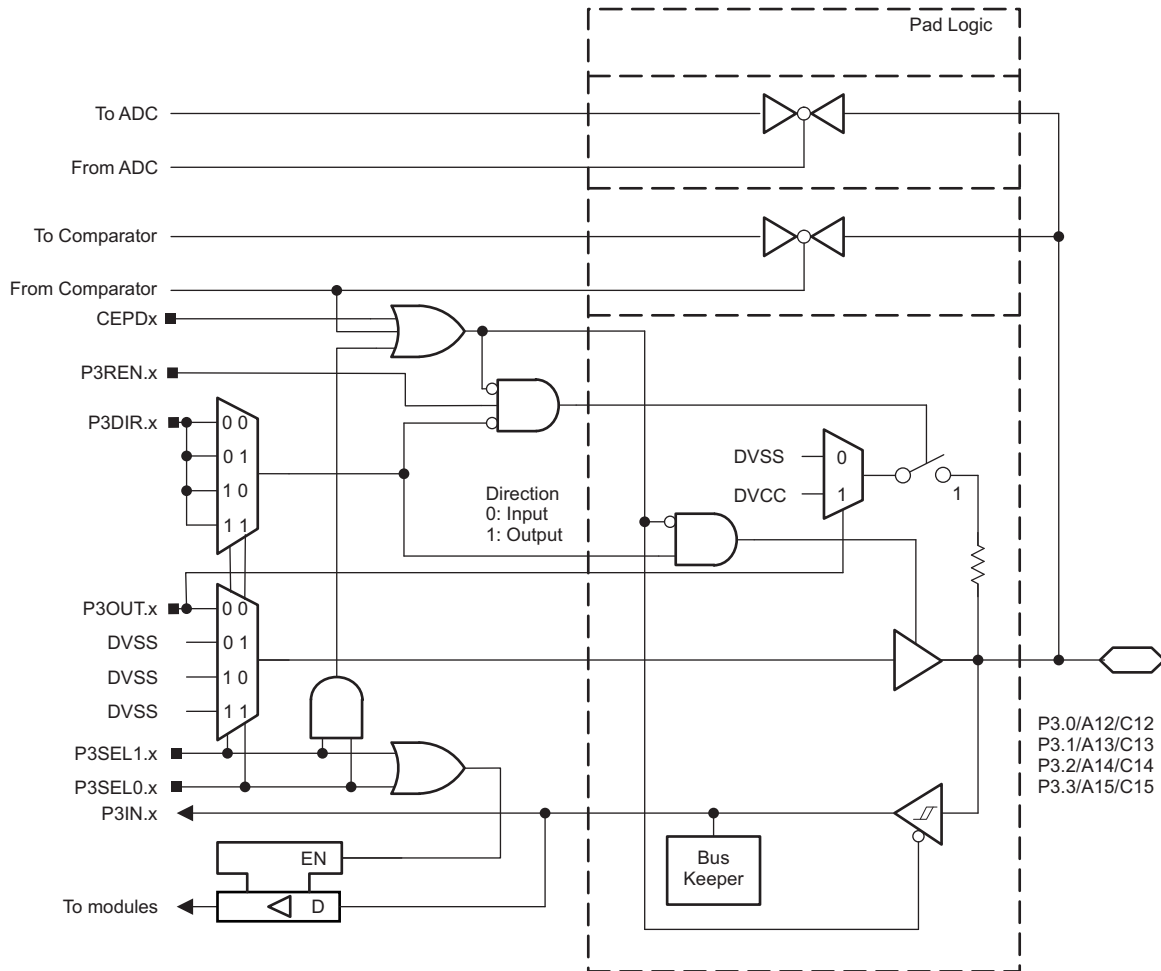 Pad Logic
To ADC
From ADC
To Comparator
From Comparator
CEPDx
P3REN.x
P3DIR.x
0 0
0 1
1 0
1 1
Direction
0: Input
1: Output
DVSS
0
DVCC
1
1
P3OUT.x
0 0
DVSS
0 1
DVSS
1 0
DVSS
1 1
P3SEL1.x
P3SEL0.x
P3IN.x
P3.0/A12/C12
P3.1/A13/C13
P3.2/A14/C14
P3.3/A15/C15
Bus
Keeper
EN
To modules
D